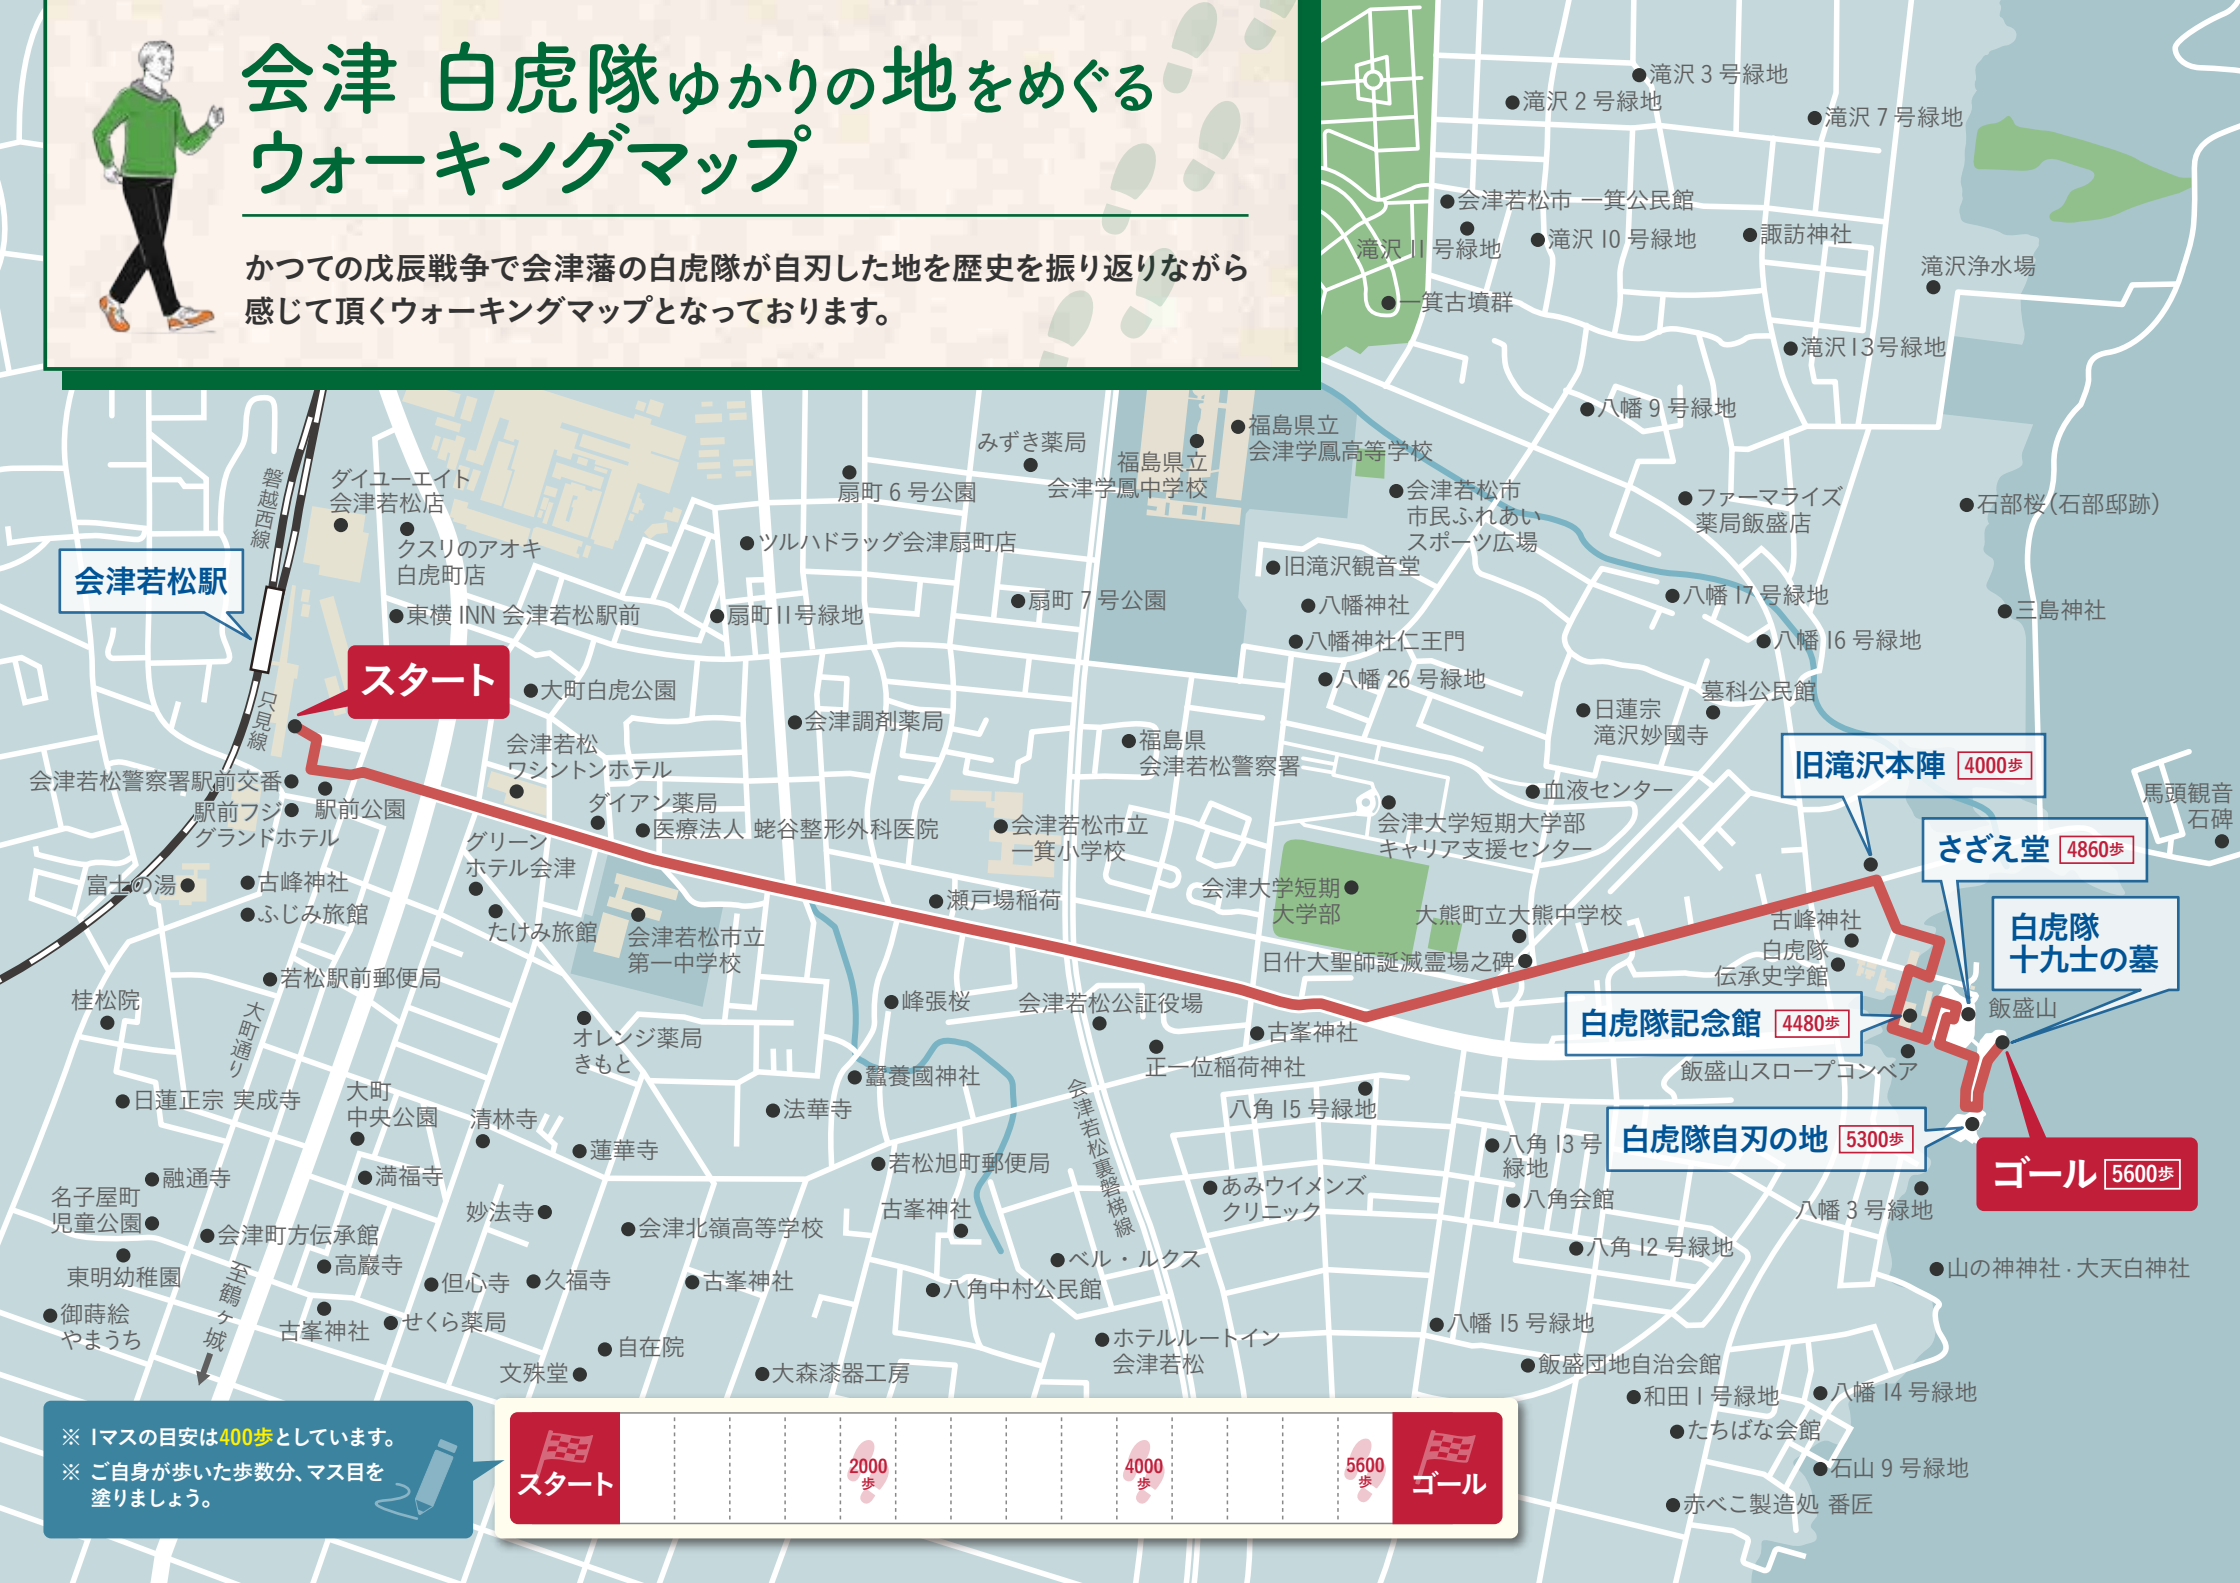 会津 白虎隊ゆかりの地をめぐる
ウォーキングマップ
かつての戊辰戦争で会津藩の白虎隊が自刃した地を歴史を振り返りながら
感じて頂くウォーキングマップとなっております。
滝沢3号緑地
滝沢2号緑地
滝沢7号緑地
会津若松市 一箕公民館
滝沢11号緑地
滝沢10号緑地
諏訪神社
滝沢浄水場
一箕古墳群
滝沢13号緑地
八幡9号緑地
磐越西線
ダイユーエイト
会津若松店
クスリのアオキ
白虎町店
みずき薬局
扇町6号公園
福島県立
会津学鳳中学校
福島県立
会津学鳳高等学校
会津若松市
市民ふれあい
スポーツ広場
ファーマライズ
薬局飯盛店
石部桜(石部邸跡)
ツルハドラッグ会津扇町店
旧滝沢観音堂
会津若松駅
東横INN 会津若松駅前
扇町11号緑地
扇町7号公園
八幡神社
八幡17号緑地
三島神社
八幡神社仁王門
八幡16号緑地
スタート
大町白虎公園
八幡26号緑地
墓科公民館
只見線
会津調剤薬局
日蓮宗
滝沢妙國寺
会津若松
ワシントンホテル
福島県
会津若松警察署
旧滝沢本陣 4000歩
会津若松警察署駅前交番
駅前フジ
グランドホテル
駅前公園
ダイアン薬局
医療法人 蛯谷整形外科医院
会津若松市立
一箕小学校
血液センター
会津大学短期大学部
キャリア支援センター
馬頭観音
石碑
さざえ堂 4860歩
グリーン
ホテル会津
富士の湯
古峰神社
ふじみ旅館
たけみ旅館
会津若松市立
第一中学校
瀬戸場稲荷
会津大学短期
大学部
大熊町立大熊中学校
日什大聖師誕滅霊場之碑
古峰神社
白虎隊
伝承史学館
白虎隊
十九士の墓
若松駅前郵便局
桂松院
大町通り
峰張桜
会津若松公証役場
白虎隊記念館 4480歩
飯盛山
オレンジ薬局
きもと
古峯神社
正一位稲荷神社
飯盛山スロープコンベア
蠶養國神社
日蓮正宗 実成寺
大町
中央公園
清林寺
法華寺
会津若松裏磐梯線
八角15号緑地
白虎隊自刃の地 5300歩
蓮華寺
若松旭町郵便局
八角13号
緑地
ゴール 5600歩
融通寺
満福寺
名子屋町
児童公園
妙法寺
古峯神社
あみウイメンズ
クリニック
八角会館
八幡3号緑地
会津町方伝承館
会津北嶺高等学校
八角12号緑地
東明幼稚園
高巌寺
ベル・ルクス
但心寺
久福寺
古峯神社
八角中村公民館
山の神神社・大天白神社
至鶴ヶ城
御蒔絵
やまうち
古峯神社
せくら薬局
八幡15号緑地
自在院
ホテルルートイン
会津若松
文殊堂
大森漆器工房
飯盛団地自治会館
和田1号緑地
八幡14号緑地
たちばな会館
石山9号緑地
赤べこ製造処 番匠
※ 1マスの目安は400歩としています。
※ ご自身が歩いた歩数分、マス目を
塗りましょう。
スタート
2000
歩
4000
歩
5600
歩
ゴール